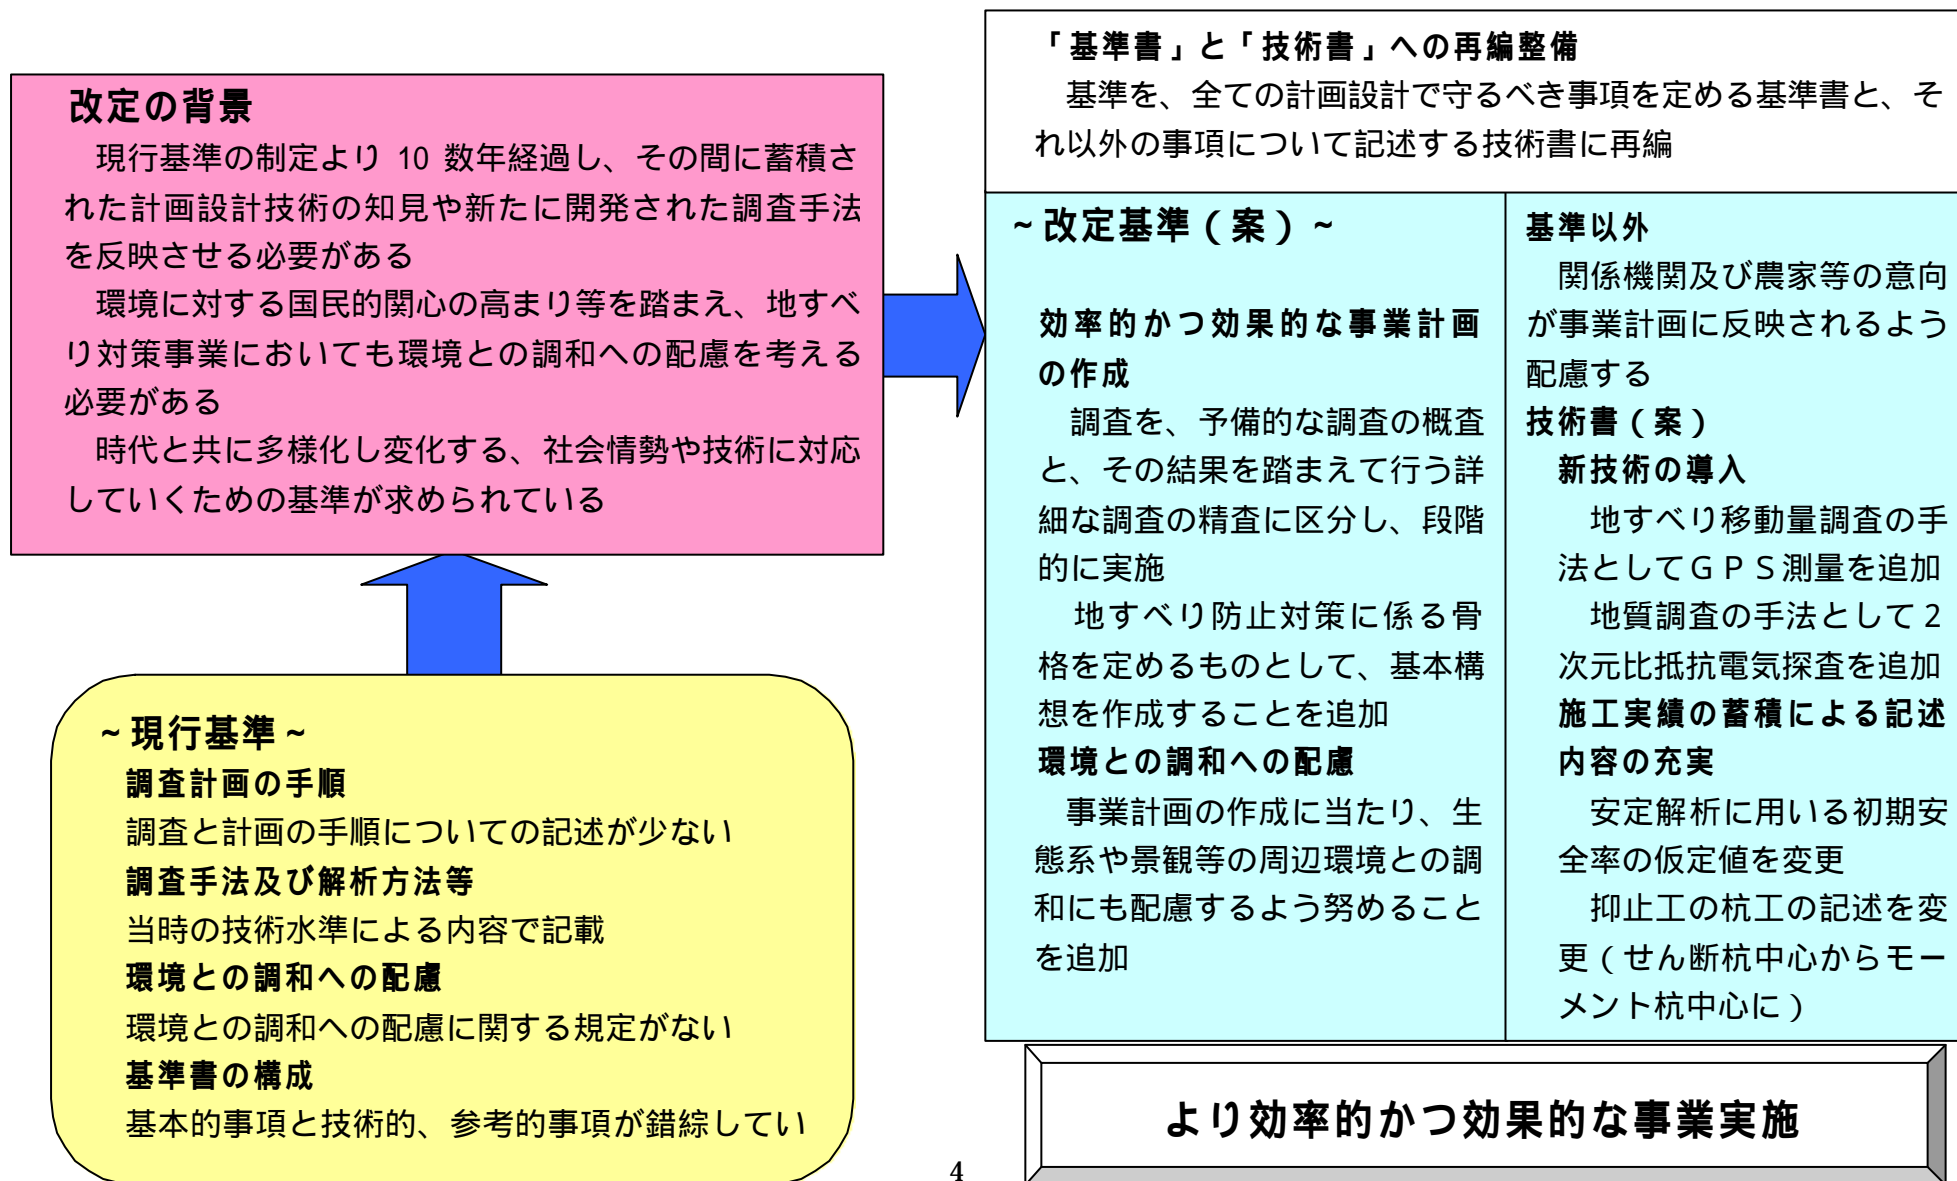 改定の背景
現行基準の制定より 10 数年経過し、その間に蓄積さ
れた計画設計技術の知見や新たに開発された調査手法
を反映させる必要がある
環境に対する国民的関心の高まり等を踏まえ、地すべ
り対策事業においても環境との調和への配慮を考える
必要がある
時代と共に多様化し変化する、社会情勢や技術に対応
していくための基準が求められている
~現行基準~
調査計画の手順
調査と計画の手順についての記述が少ない
調査手法及び解析方法等
当時の技術水準による内容で記載
環境との調和への配慮
環境との調和への配慮に関する規定がない
基準書の構成
基本的事項と技術的、参考的事項が錯綜してい
「基準書」と「技術書」への再編整備
基準を、全ての計画設計で守るべき事項を定める基準書と、そ
れ以外の事項について記述する技術書に再編
~改定基準(案)~
効率的かつ効果的な事業計画
の作成
調査を、予備的な調査の概査
と、その結果を踏まえて行う詳
細な調査の精査に区分し、段階
的に実施
地すべり防止対策に係る骨
格を定めるものとして、基本構
想を作成することを追加
環境との調和への配慮
事業計画の作成に当たり、生
態系や景観等の周辺環境との調
和にも配慮するよう努めること
を追加
基準以外
関係機関及び農家等の意向
が事業計画に反映されるよう
配慮する
技術書(案)
新技術の導入
地すべり移動量調査の手
法としてGPS測量を追加
地質調査の手法として2
次元比抵抗電気探査を追加
施工実績の蓄積による記述
内容の充実
安定解析に用いる初期安
全率の仮定値を変更
抑止工の杭工の記述を変
更(せん断杭中心からモー
メント杭中心に)
より効率的かつ効果的な事業実施
4